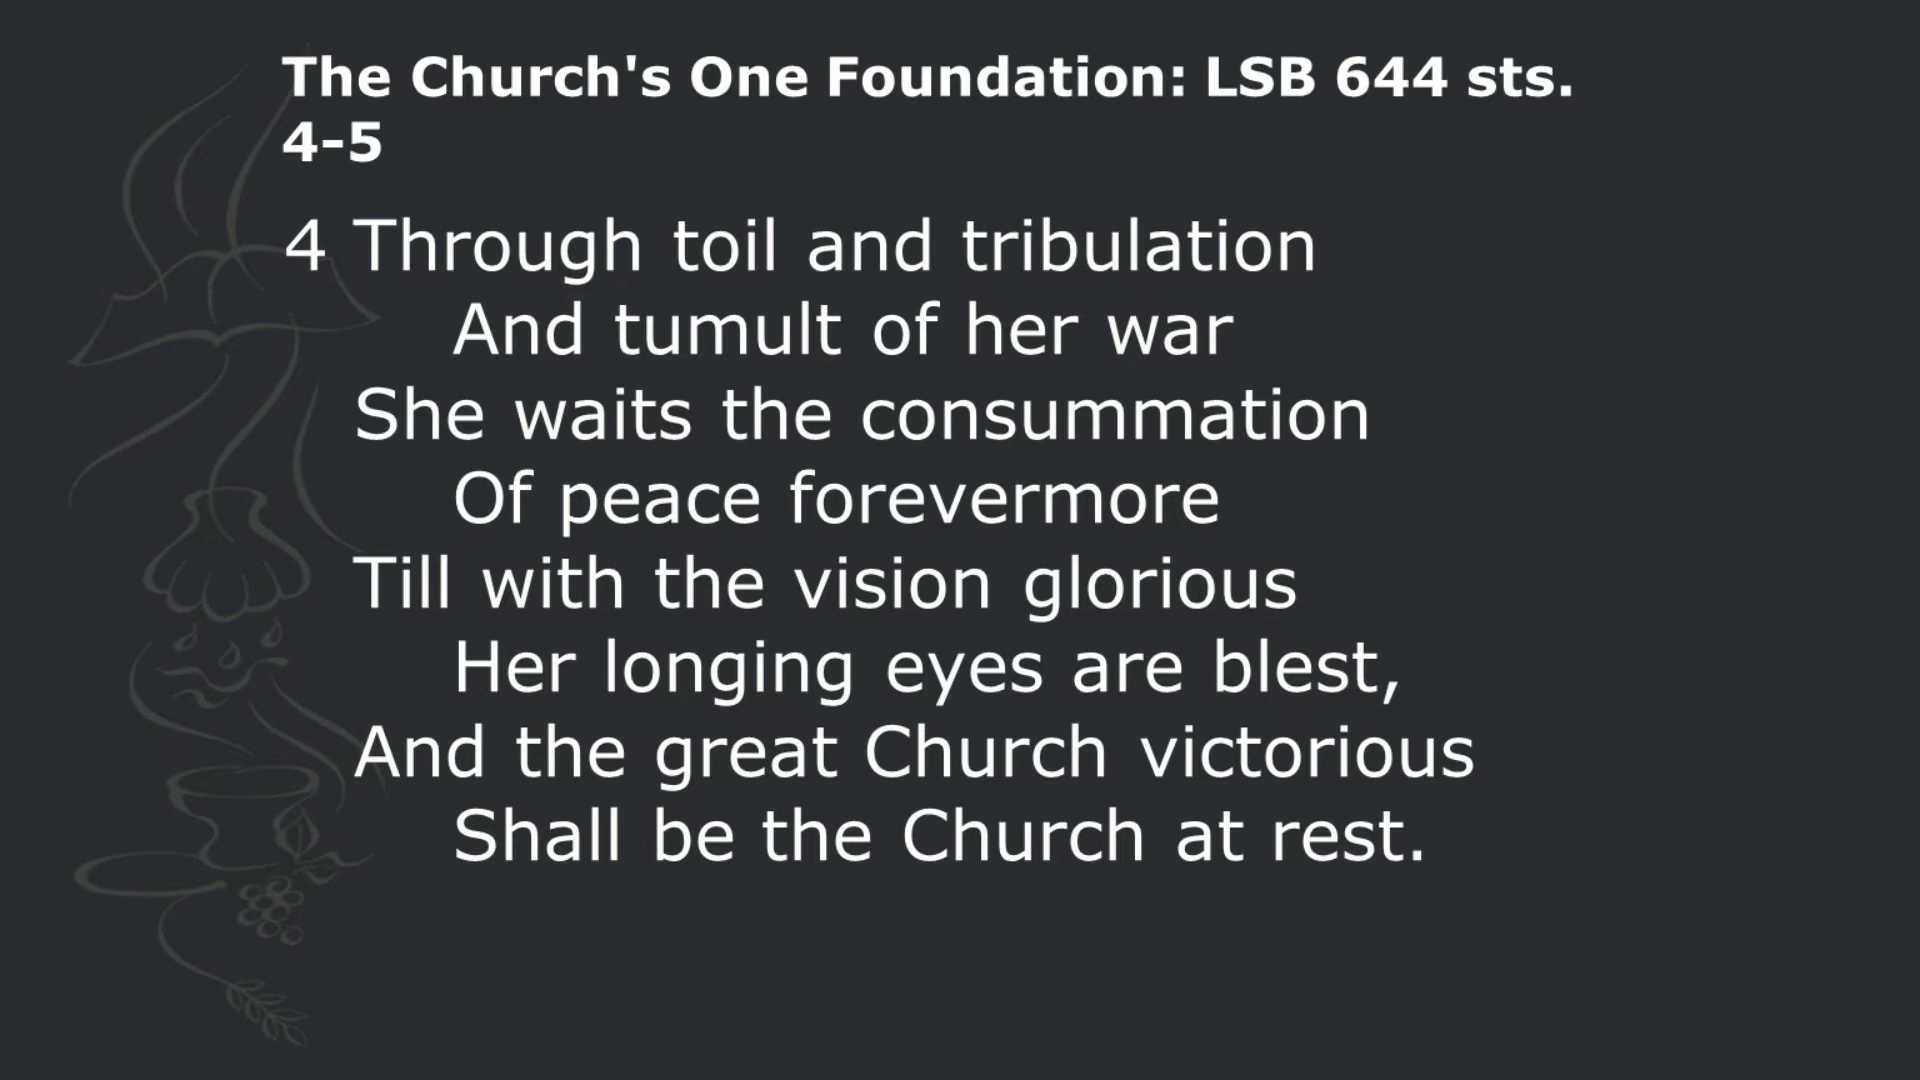 The Church's One Foundation: LSB 644 sts.
4-5
4 Through toil and tribulation
And tumult of her war
She waits the consummation
Of peace forevermore
Till with the vision glorious
Her longing eyes are blest,
And the great Church victorious
Shall be the Church at rest.